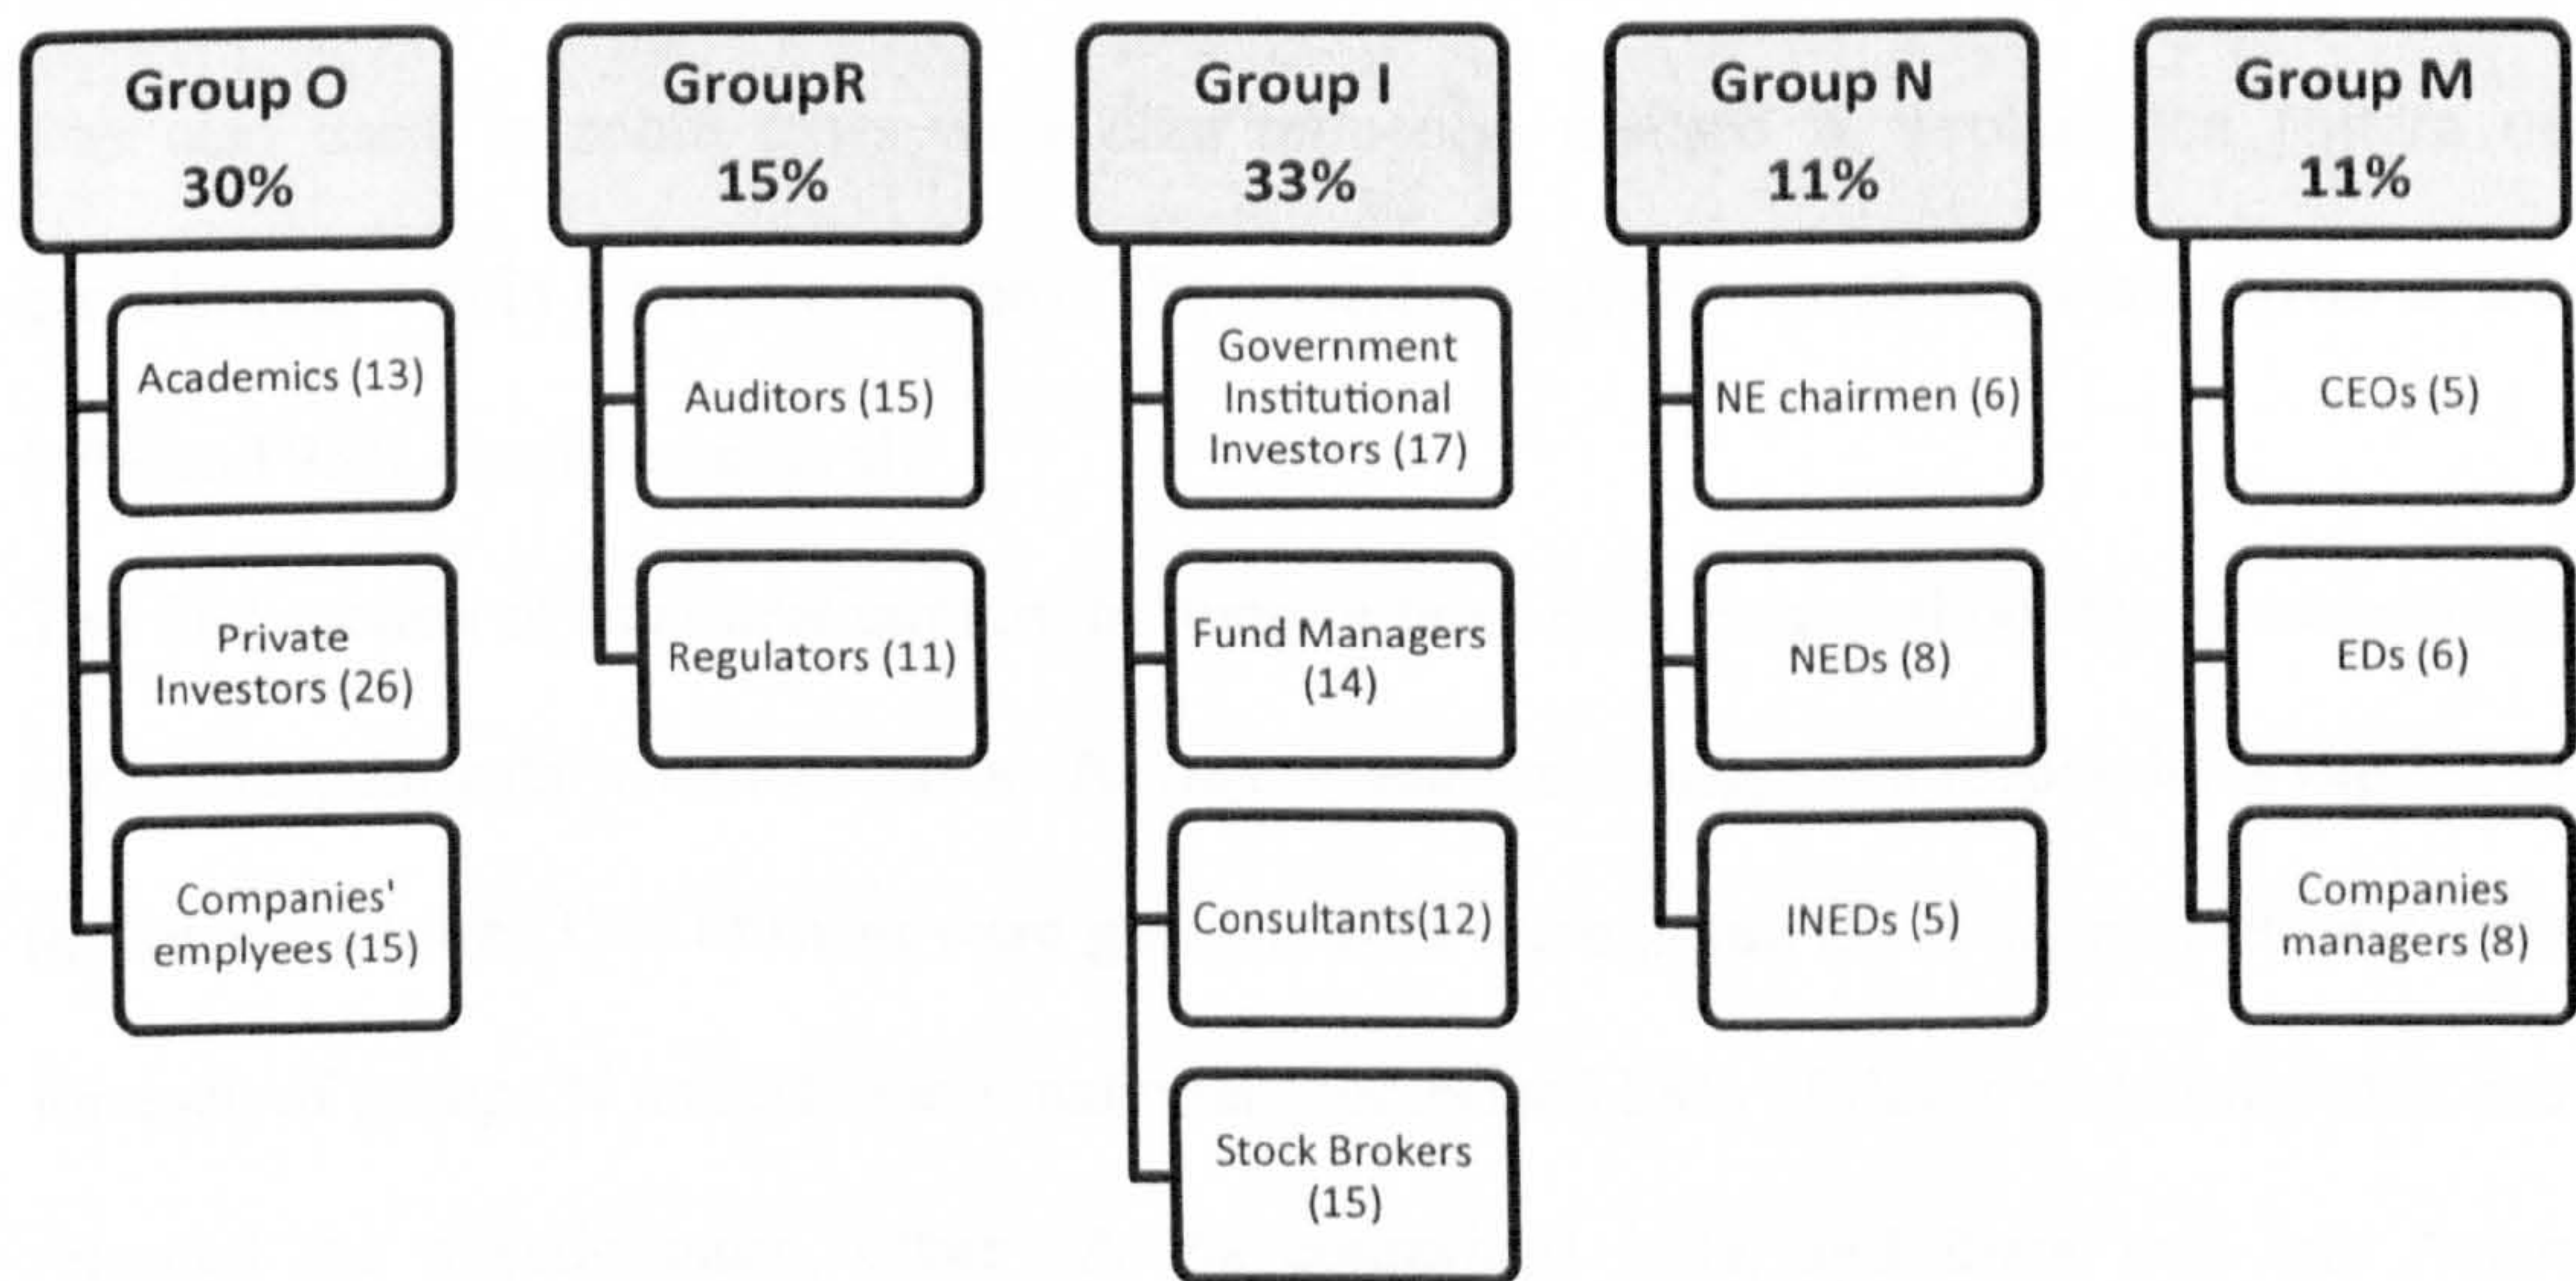 Group O
30%
Academics (13)
Private
Investors (26)
Companies'
emplyees (15)
GroupR
15%
Auditors (15)
Regulators (11)
Group I
33%
Government
Institutional
Investors (17)
Fund Managers
(14)
Consultants(12)
Stock Brokers
(15)
Group N
11%
NE chairmen (6)
NEDs (8)
INEDs (5)
Group M
11%
CEOs (5)
EDs (6)
Companies
managers (8)